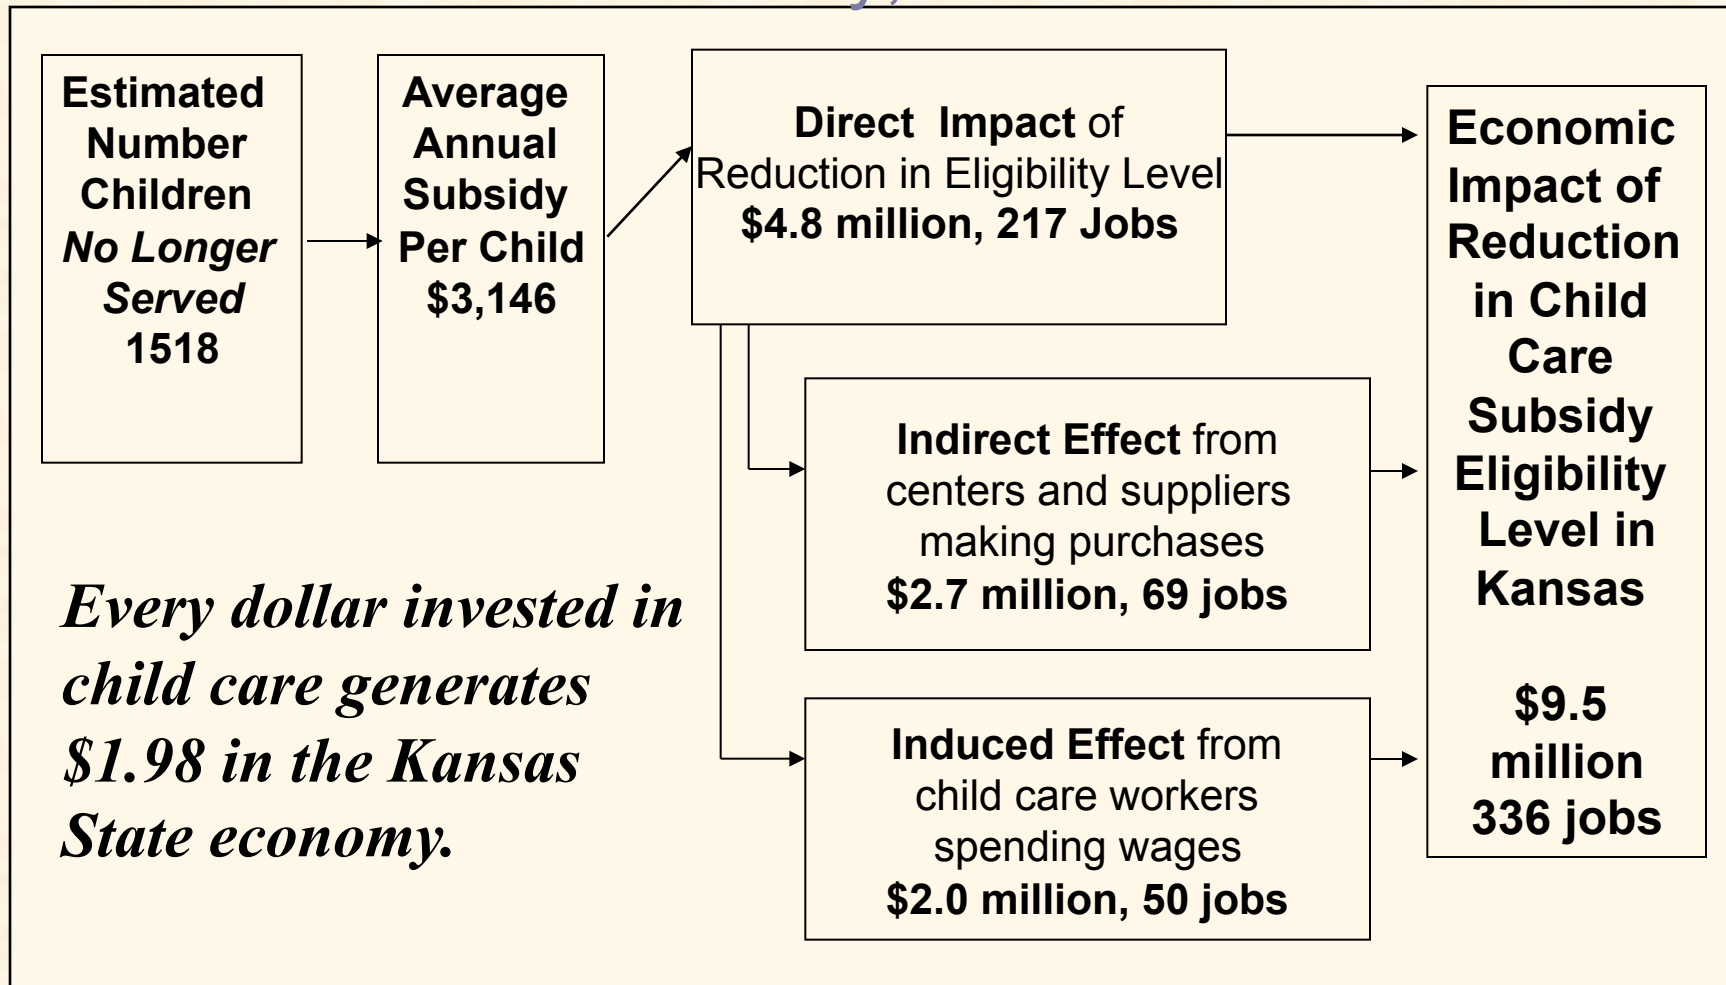 Estimated
Number
Children
No Longer
Served
1518
Average
Annual
Subsidy
Per Child
$3,146
Direct Impact of
Reduction in Eligibility Level
$4.8 million, 217 Jobs
Indirect Effect from
centers and suppliers
making purchases
$2.7 million, 69 jobs
Induced Effect from
child care workers
spending wages
$2.0 million, 50 jobs
Economic
Impact of
Reduction
in Child
Care
Subsidy
Eligibility
Level in
Kansas
$9.5
million
336 jobs
Every dollar invested in
child care generates
$1.98 in the Kansas
State economy.